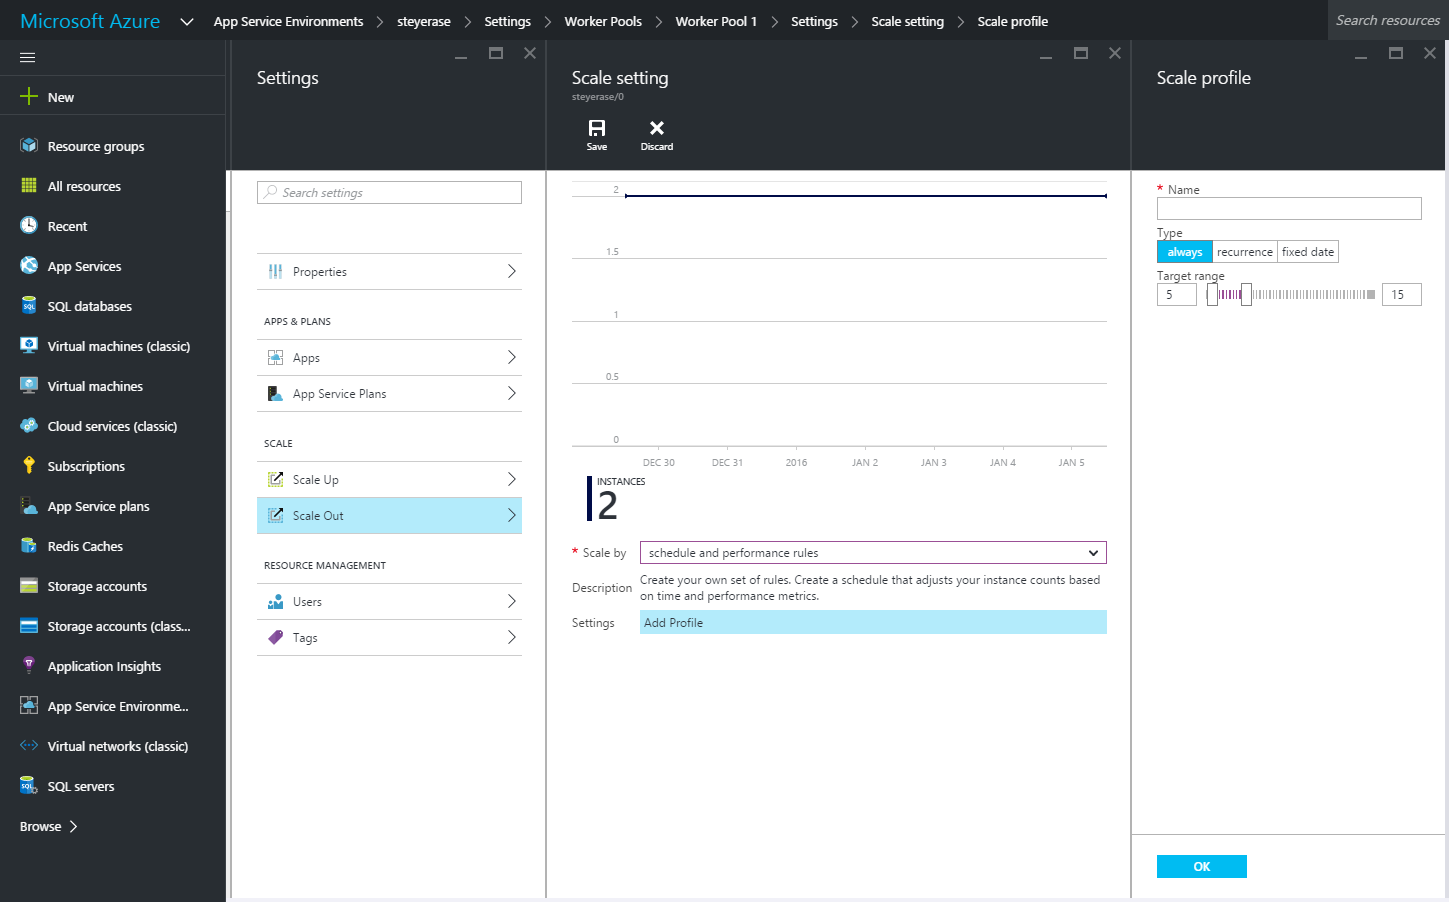 Microsoft Azure
App Service Environments
steyerase
Settings
Worker Pools
Worker Pool 1
Settings
Scale setting
Scale profile
Search resources
New
Resource groups
All resources
Recent
App Services
SQL databases
Virtual machines (classic)
Virtual machines
Cloud services (classic)
Subscriptions
App Service plans
Redis Caches
Storage accounts
Storage accounts (class...
Application Insights
App Service Environme...
Virtual networks (classic)
SQL servers
Browse
Settings
Search settings
Properties
APPS & PLANS
Apps
App Service Plans
SCALE
Scale Up
Scale Out
RESOURCE MANAGEMENT
Users
Tags
Scale setting
steyerase/0
Save
Discard
2
1.5
1
0.5
0
DEC 30
DEC 31
2016
JAN 2
JAN 3
JAN 4
JAN 5
INSTANCES
2
* Scale by
schedule and performance rules
Description
Create your own set of rules. Create a schedule that adjusts your instance counts based
on time and performance metrics.
Settings
Add Profile
Scale profile
* Name
Type
always
recurrence
fixed date
Target range
5
15
OK